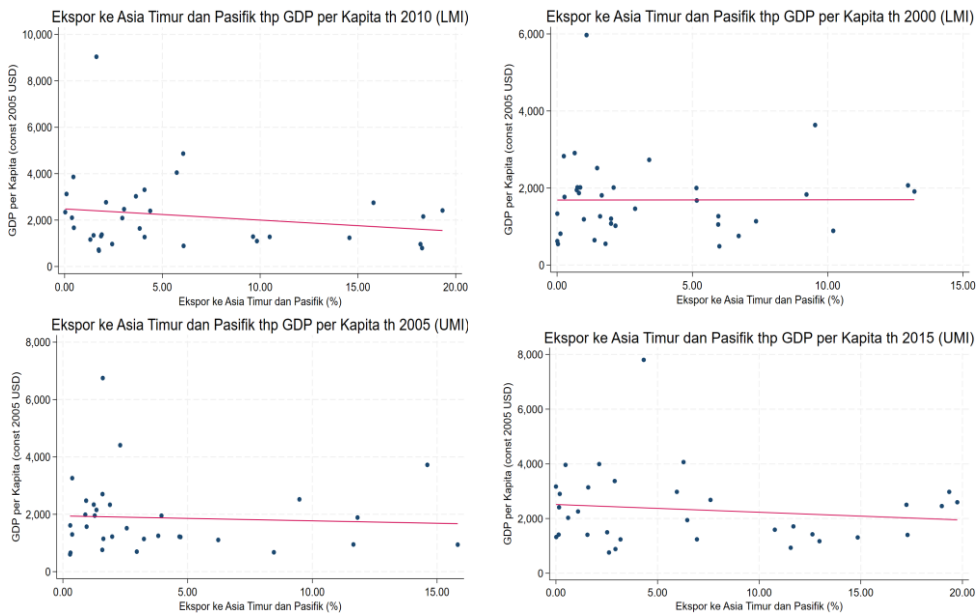 Ekspor ke Asia Timur dan Pasifik thp GDP per Kapita th 2010 (LMI)
GDP per Kapita (const 2005 USD)
10,000
8,000
6,000
4,000
2,000
0
0.00 5.00 10.00 15.00 20.00
Ekspor ke Asia Timur dan Pasifik (%)
Ekspor ke Asia Timur dan Pasifik thp GDP per Kapita th 2000 (LMI)
GDP per Kapita (const 2005 USD)
6,000
4,000
2,000
0
0.00 5.00 10.00 15.00
Ekspor ke Asia Timur dan Pasifik (%)
Ekspor ke Asia Timur dan Pasifik thp GDP per Kapita th 2005 (UMI)
GDP per Kapita (const 2005 USD)
8,000
6,000
4,000
2,000
0
0.00 5.00 10.00 15.00
Ekspor ke Asia Timur dan Pasifik (%)
Ekspor ke Asia Timur dan Pasifik thp GDP per Kapita th 2015 (UMI)
GDP per Kapita (const 2005 USD)
8,000
6,000
4,000
2,000
0
0.00 5.00 10.00 15.00 20.00
Ekspor ke Asia Timur dan Pasifik (%)